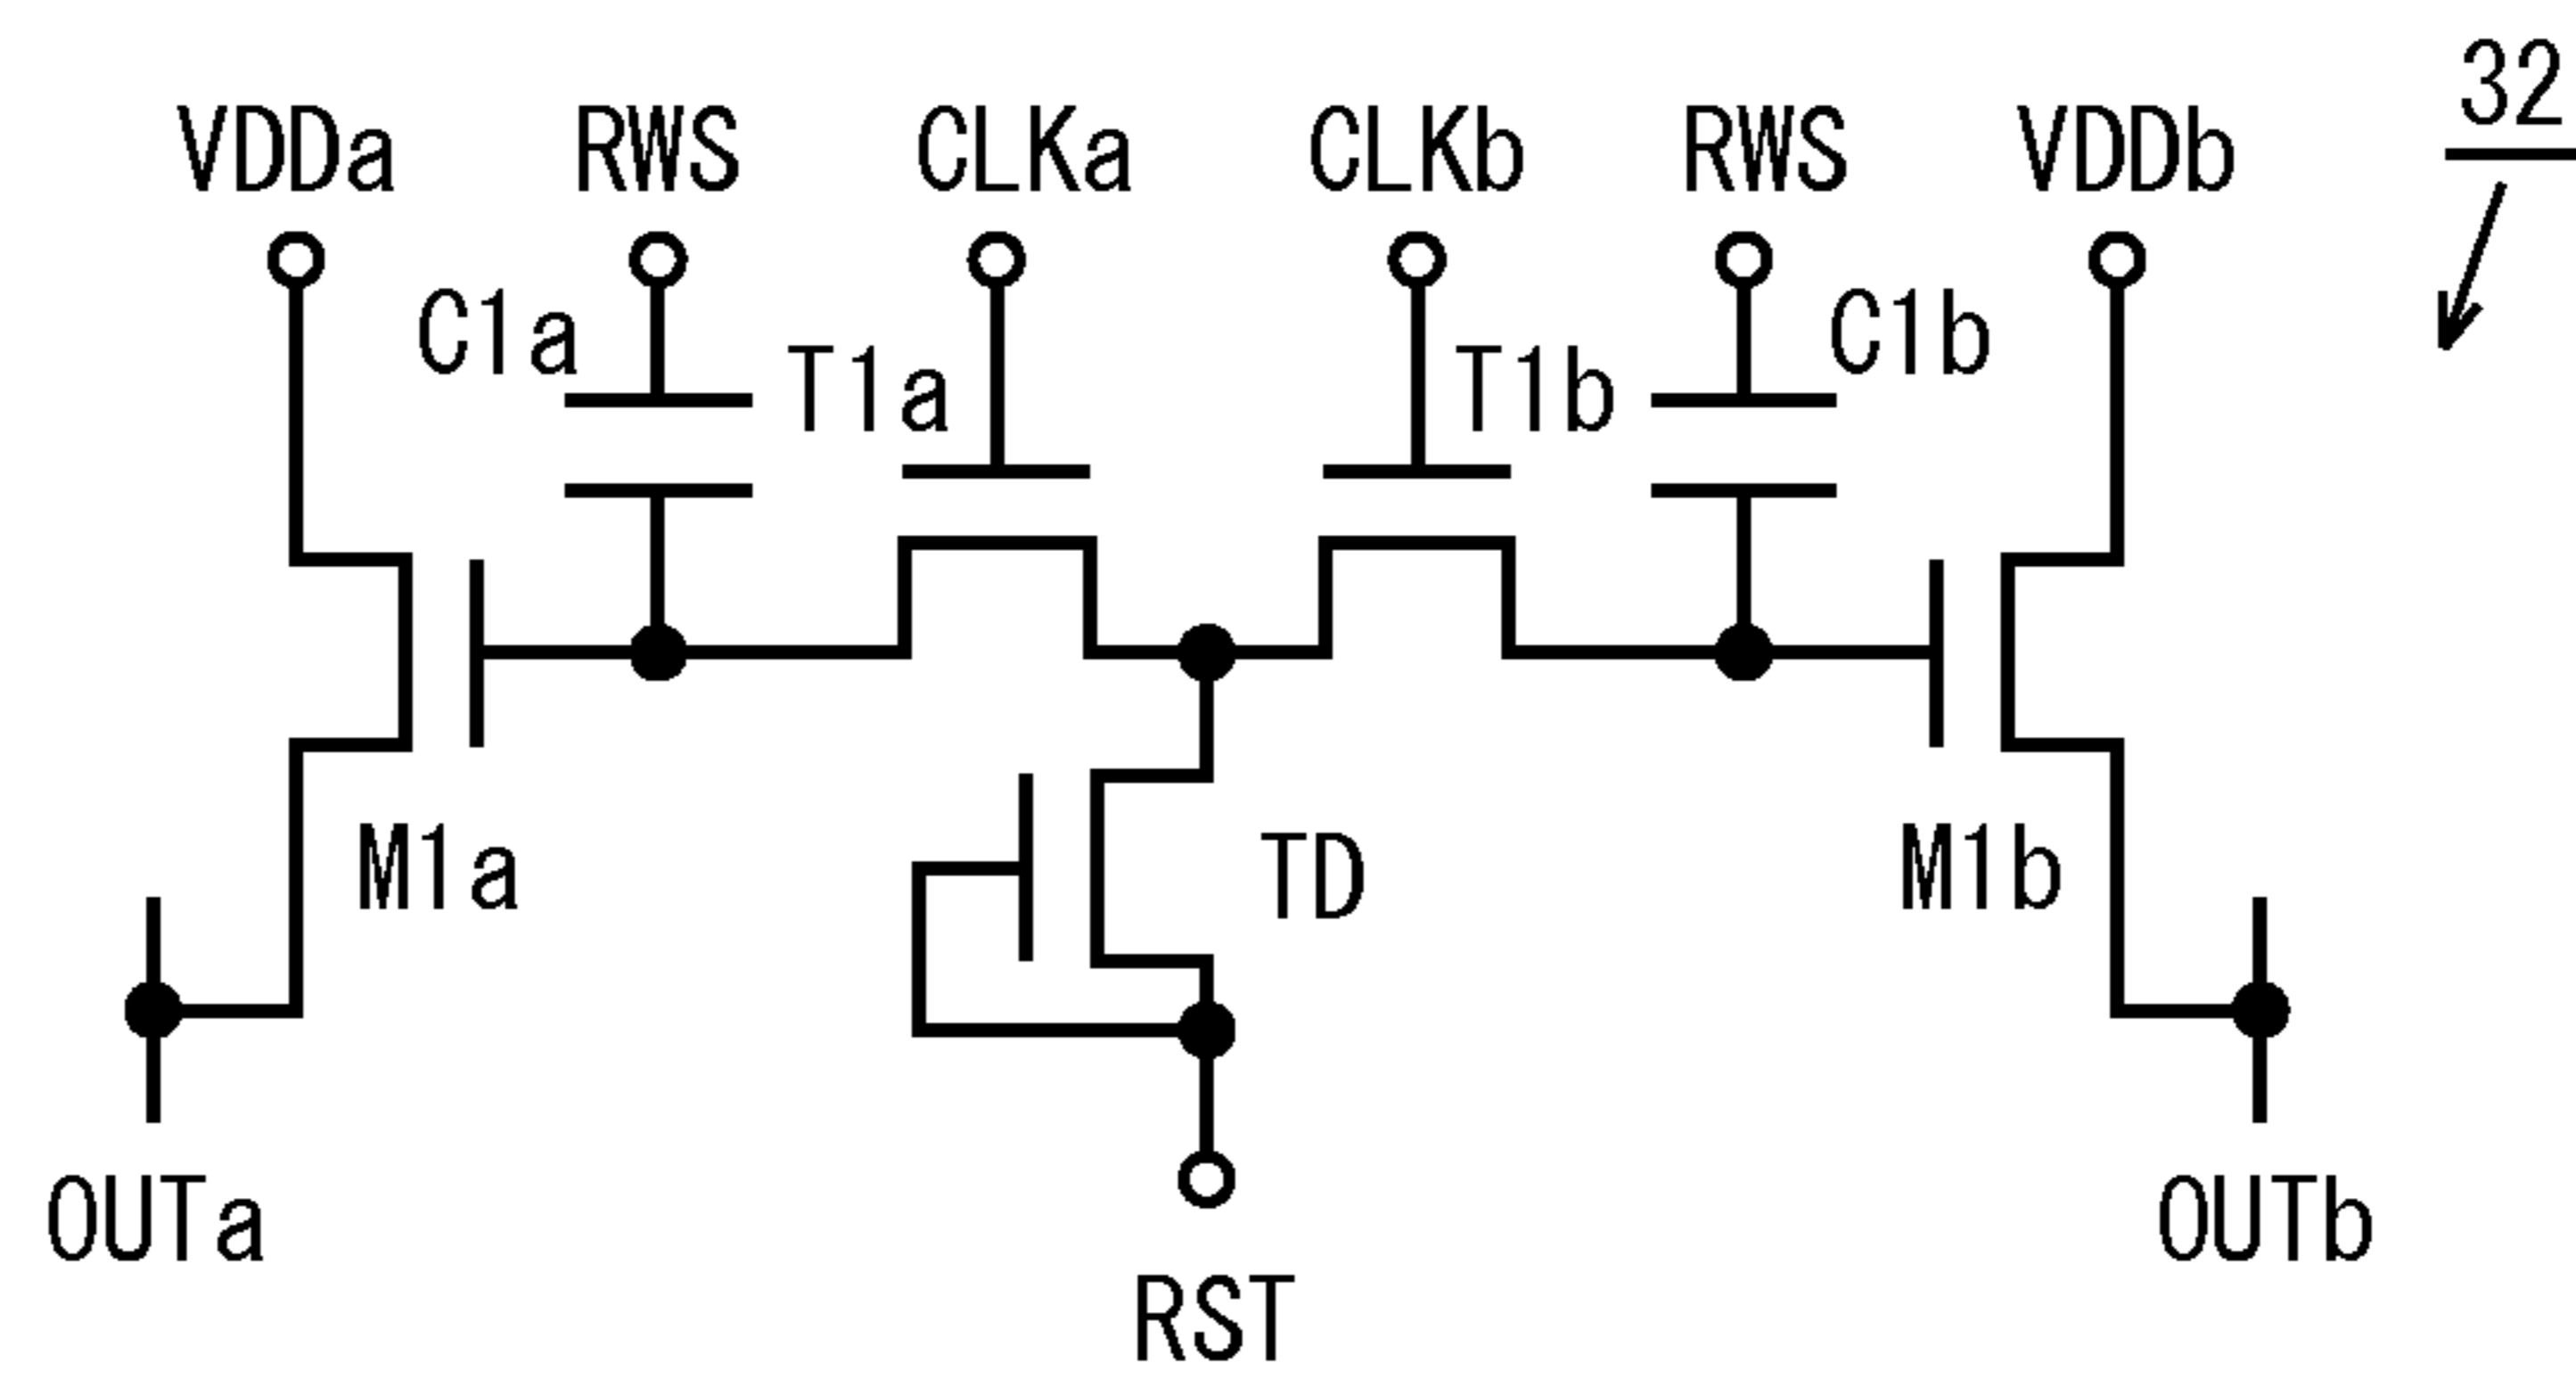 32
VDDa RWS CLKa CLKb RWS VDDb
C1a T1a T1b C1b
M1a TD M1b
OUTa OUTb
RST